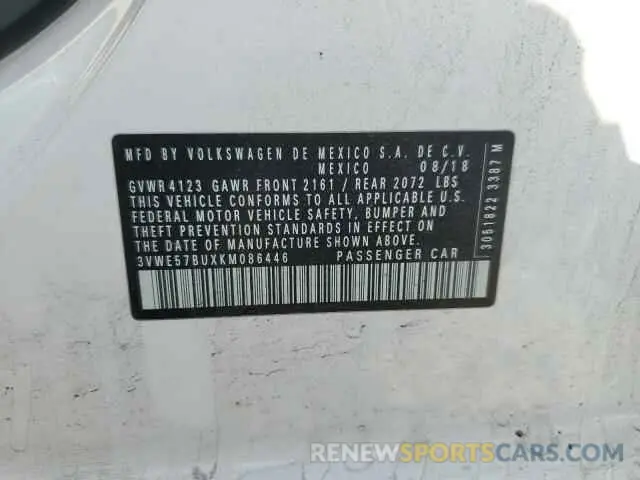 MFD BY VOLKSWAGEN DE MEXICO S.A. DE C.V.
MEXICO 08/18
GVWR 4123 GAWR FRONT 2161 / REAR 2072 LBS
THIS VEHICLE CONFORMS TO ALL APPLICABLE U.S.
FEDERAL MOTOR VEHICLE SAFETY, BUMPER AND
THEFT PREVENTION STANDARDS IN EFFECT ON
THE DATE OF MANUFACTURE SHOWN ABOVE.
3VWE57BUXKM086446 PASSENGER CAR
3051822 3387 M
RENEWSPORTSCARS.COM